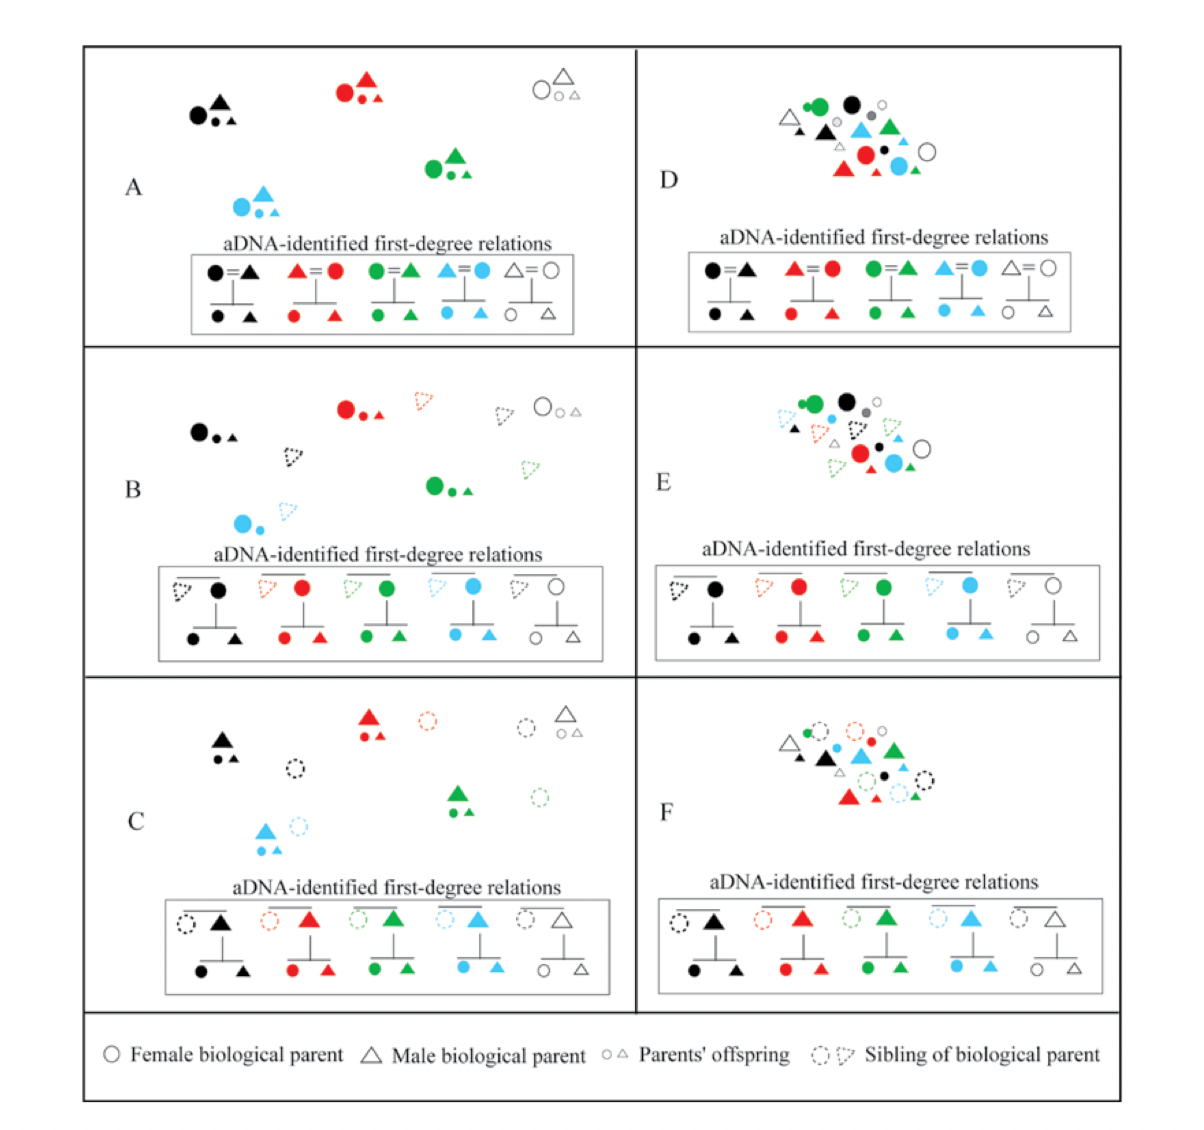 A
aDNA-identified first-degree relations
D
aDNA-identified first-degree relations
B
aDNA-identified first-degree relations
E
aDNA-identified first-degree relations
C
aDNA-identified first-degree relations
F
aDNA-identified first-degree relations
Female biological parent Male biological parent Parents' offspring Sibling of biological parent